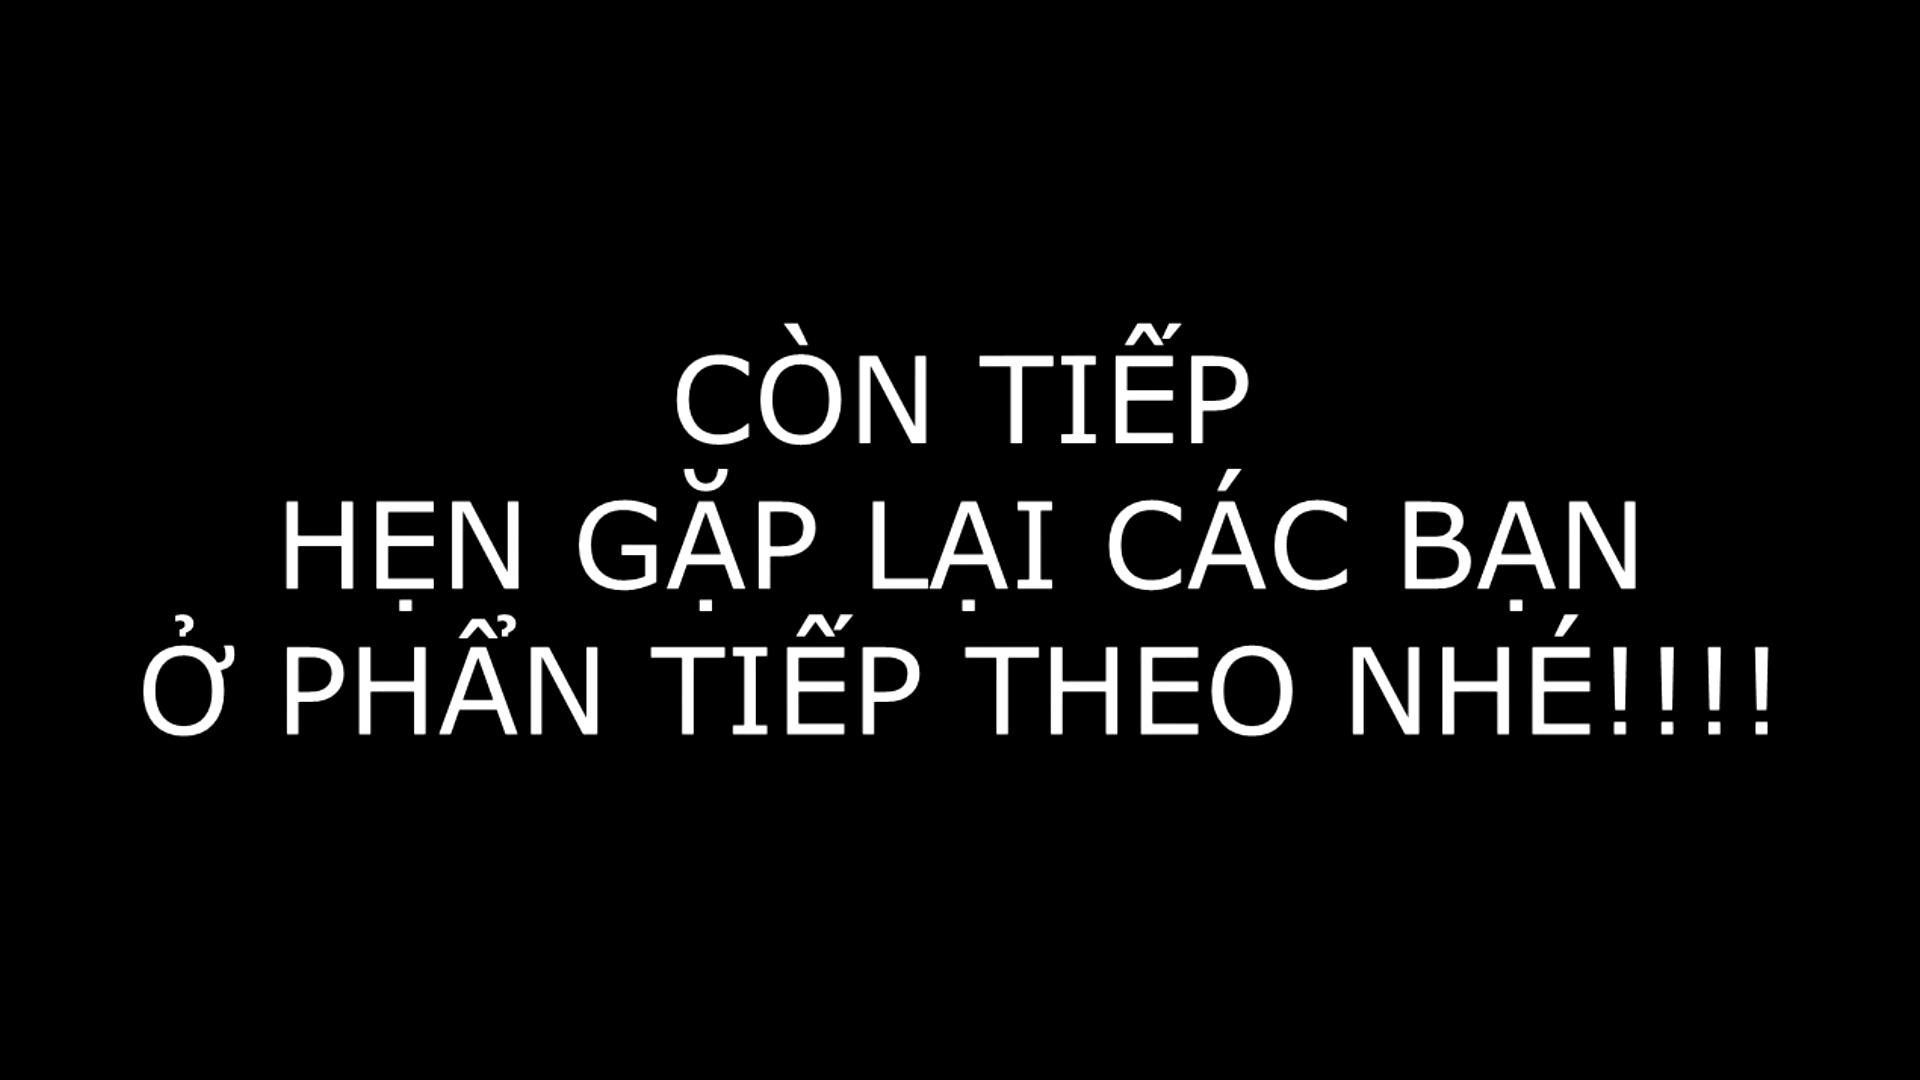 CÒN TIẾP
HẸN GẶP LẠI CÁC BẠN
Ở PHẨN TIẾP THEO NHÉ!!!!